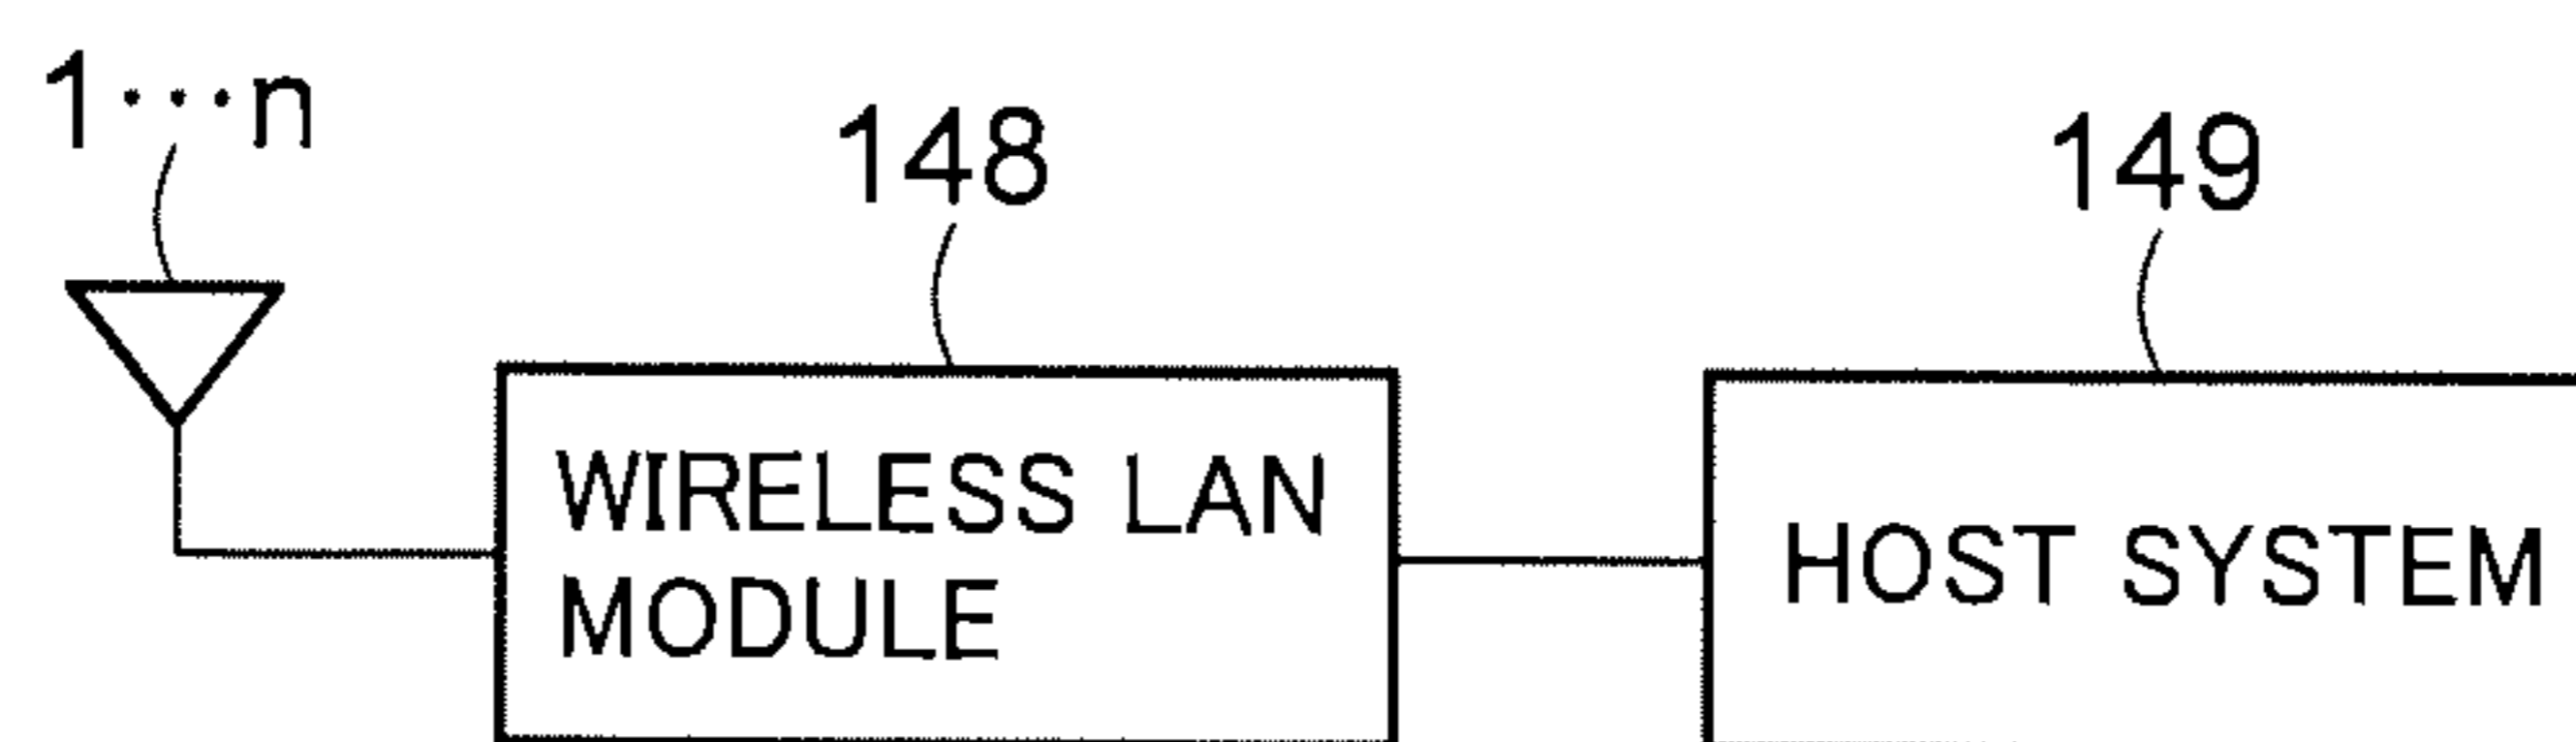 1···n
148
149
WIRELESS LAN
MODULE
HOST SYSTEM